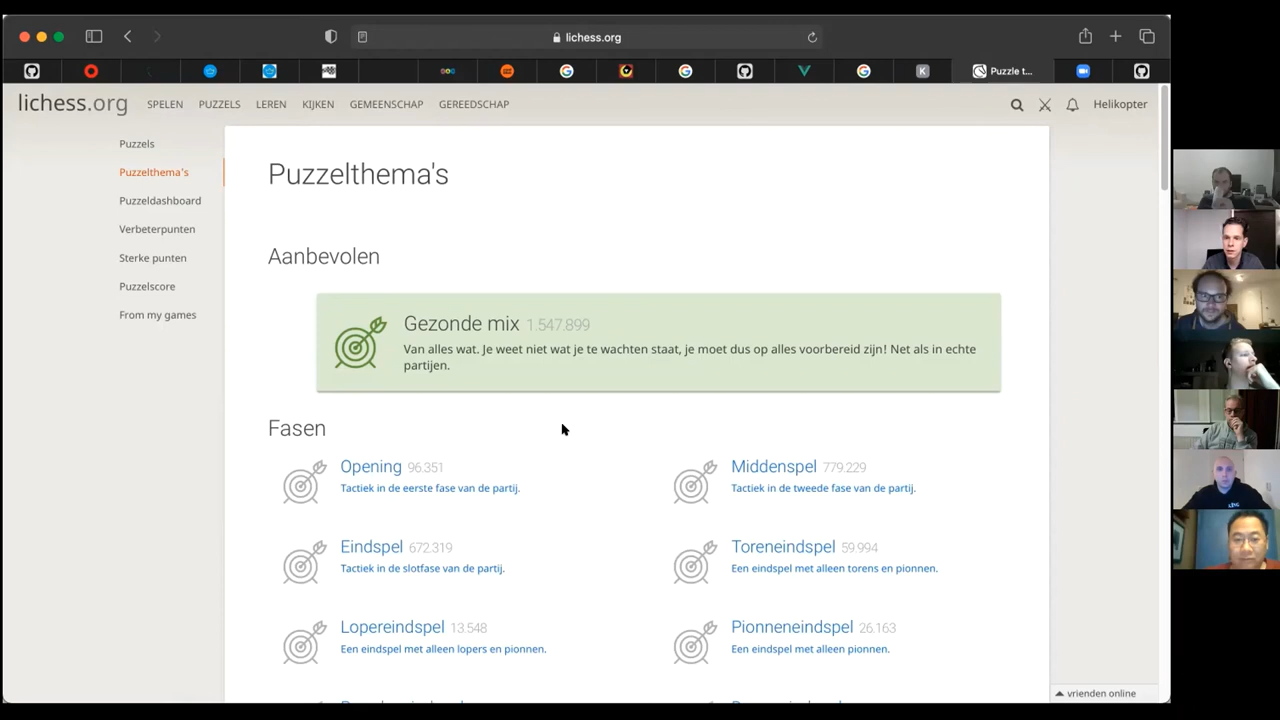 lichess.org
Puzzle t...
lichess.org
SPELEN
PUZZELS
LEREN
KIJKEN
GEMEENSCHAP
GEREEDSCHAP
Helikopter
Puzzels
Puzzelthema's
Puzzeldashboard
Verbeterpunten
Sterke punten
Puzzelscore
From my games
Puzzelthema's
Aanbevolen
Gezonde mix 1.547.899
Van alles wat. Je weet niet wat je te wachten staat, je moet dus op alles voorbereid zijn! Net als in echte
partijen.
Fasen
Opening 96.351
Tactiek in de eerste fase van de partij.
Middenspel 779.229
Tactiek in de tweede fase van de partij.
Eindspel 672.319
Tactiek in de slotfase van de partij.
Toreneindspel 59.994
Een eindspel met alleen torens en pionnen.
Lopereindspel 13.548
Een eindspel met alleen lopers en pionnen.
Pionneneindspel 26.163
Een eindspel met alleen pionnen.
vrienden online